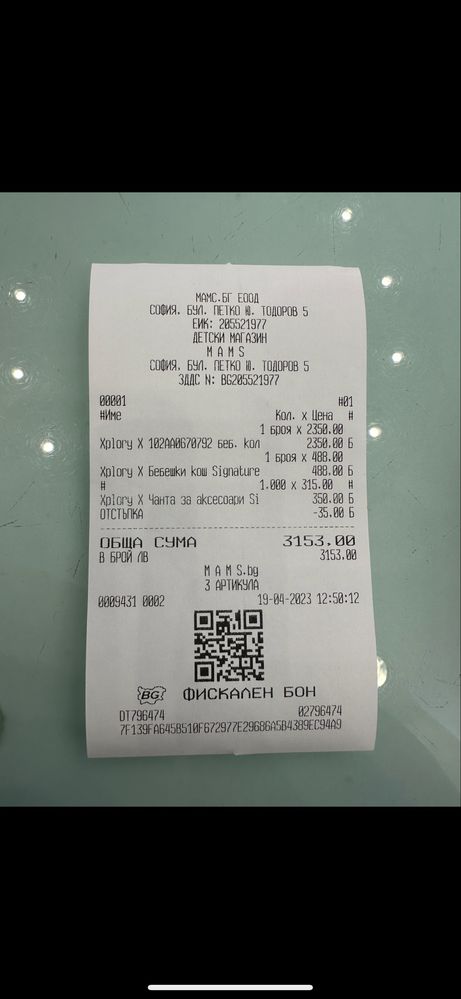 МАМС.БГ ЕООД
СОФИЯ, БУЛ. ПЕТКО Ю. ТОДОРОВ 5
ЕИК: 205521977
ДЕТСКИ МАГАЗИН
M A M S
СОФИЯ, БУЛ. ПЕТКО Ю. ТОДОРОВ 5
ЗДДС N: BG205521977
00001 #01
#Име Кол. x Цена #
1 БРОЯ x 2350.00
Xplory X 102AA0670792 беб. кол 2350.00 Б
1 БРОЯ x 488.00
Xplory X Бебешки кош Signature 488.00 Б
# 1.000 x 315.00 #
Xplory X Чанта за аксесоари Si 350.00 Б
ОТСТЪПКА -35.00 Б
ОБЩА СУМА 3153.00
В БРОЙ ЛВ 3153.00
M A M S.bg
3 АРТИКУЛА
0009431 0002 19-04-2023 12:50:12
BG ФИСКАЛЕН БОН
DT796474 02796474
7F139FA645B510F672977E29686A5B4389EC94A9